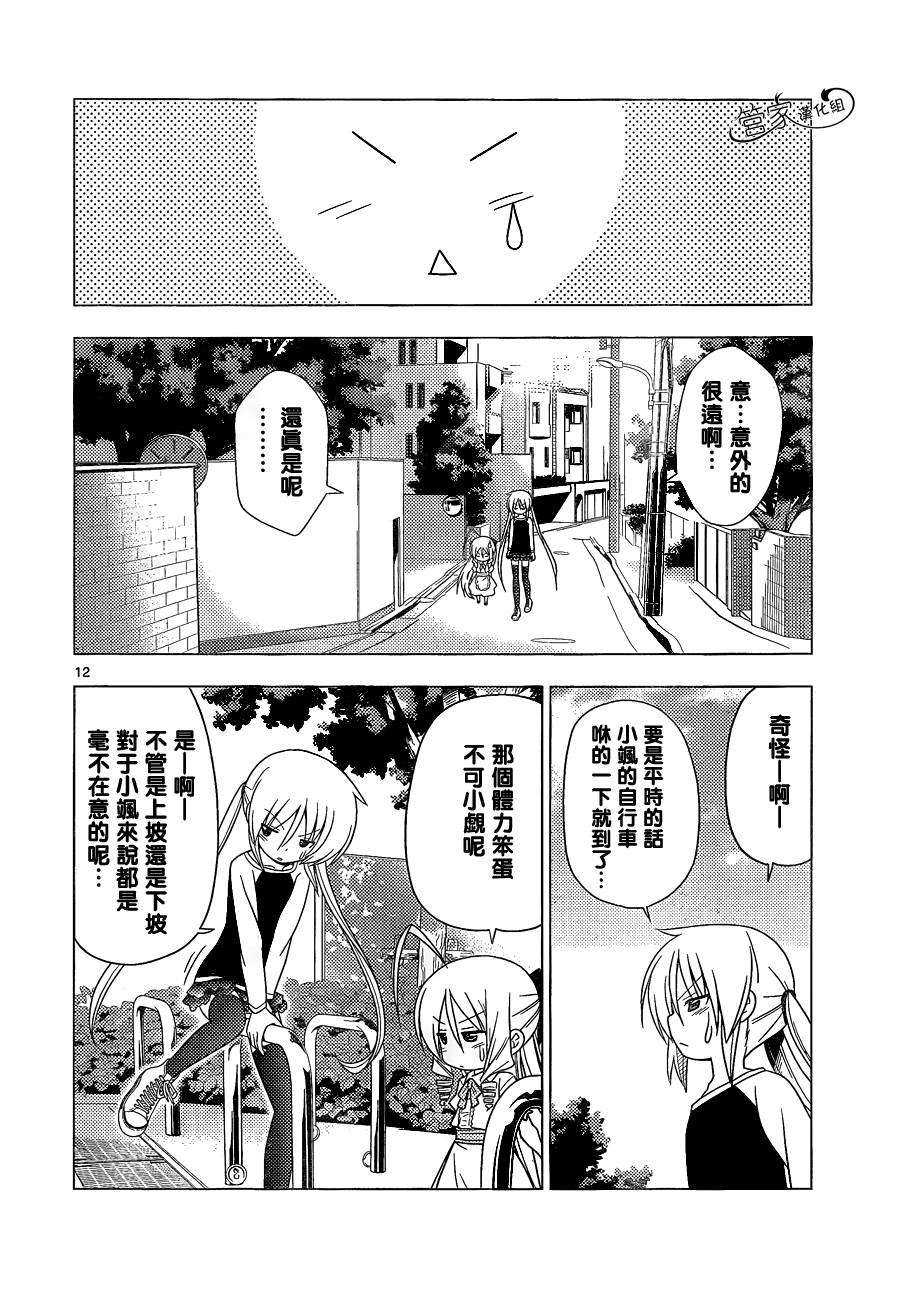 管家漢化組
意…意外的
很遠啊…
還真是呢
………
12
奇怪—啊—
要是平時的話
小颯的自行車
咻的一下就到了…
那個體力笨蛋
不可小覷呢
是—啊—
不管是上坡還是下坡
對于小颯來說都是
毫不在意的呢…